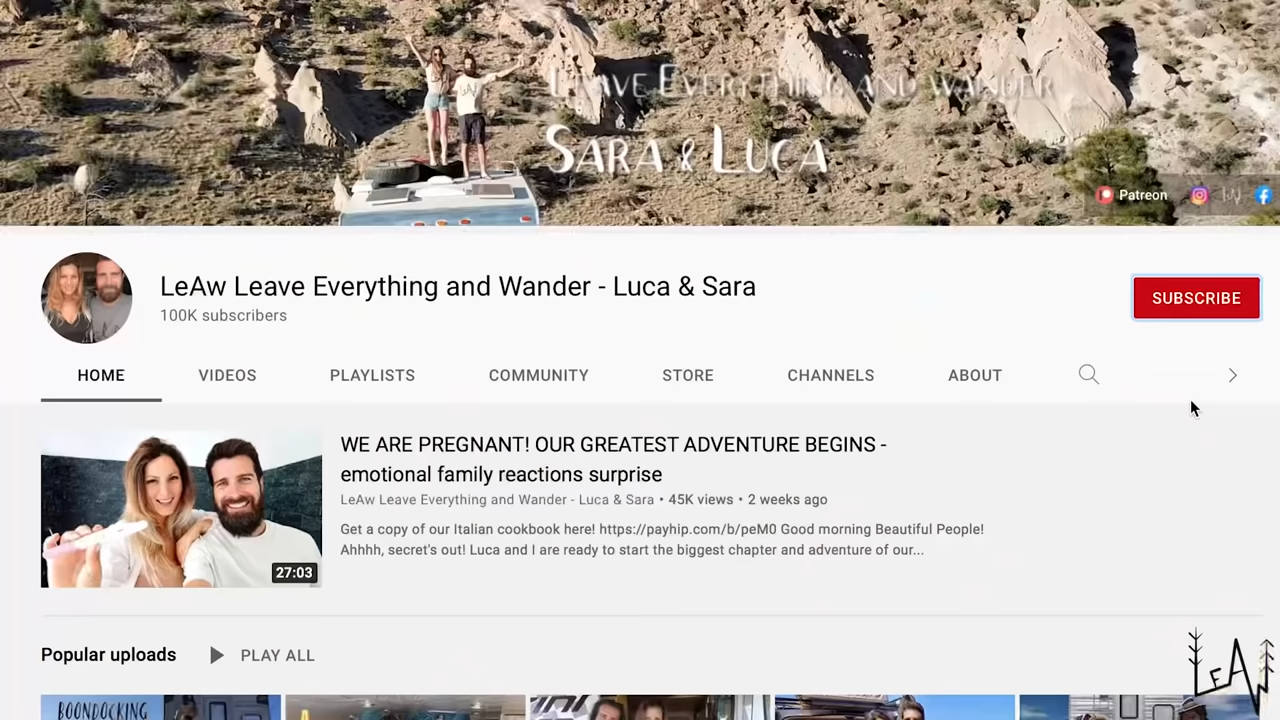 LEAVE EVERYTHING AND WANDER
SARA & LUCA
Patreon
LeAw Leave Everything and Wander - Luca & Sara
100K subscribers
SUBSCRIBE
HOME VIDEOS PLAYLISTS COMMUNITY STORE CHANNELS ABOUT
WE ARE PREGNANT! OUR GREATEST ADVENTURE BEGINS -
emotional family reactions surprise
LeAw Leave Everything and Wander - Luca & Sara • 45K views • 2 weeks ago
Get a copy of our Italian cookbook here! https://payhip.com/b/peM0 Good morning Beautiful People!
Ahhhh, secret's out! Luca and I are ready to start the biggest chapter and adventure of our...
27:03
Popular uploads PLAY ALL
BOONDOCKING
LEAW